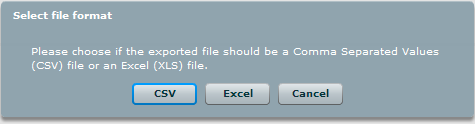 Select file format
Please choose if the exported file should be a Comma Separated Values
(CSV) file or an Excel (XLS) file.
CSV Excel Cancel